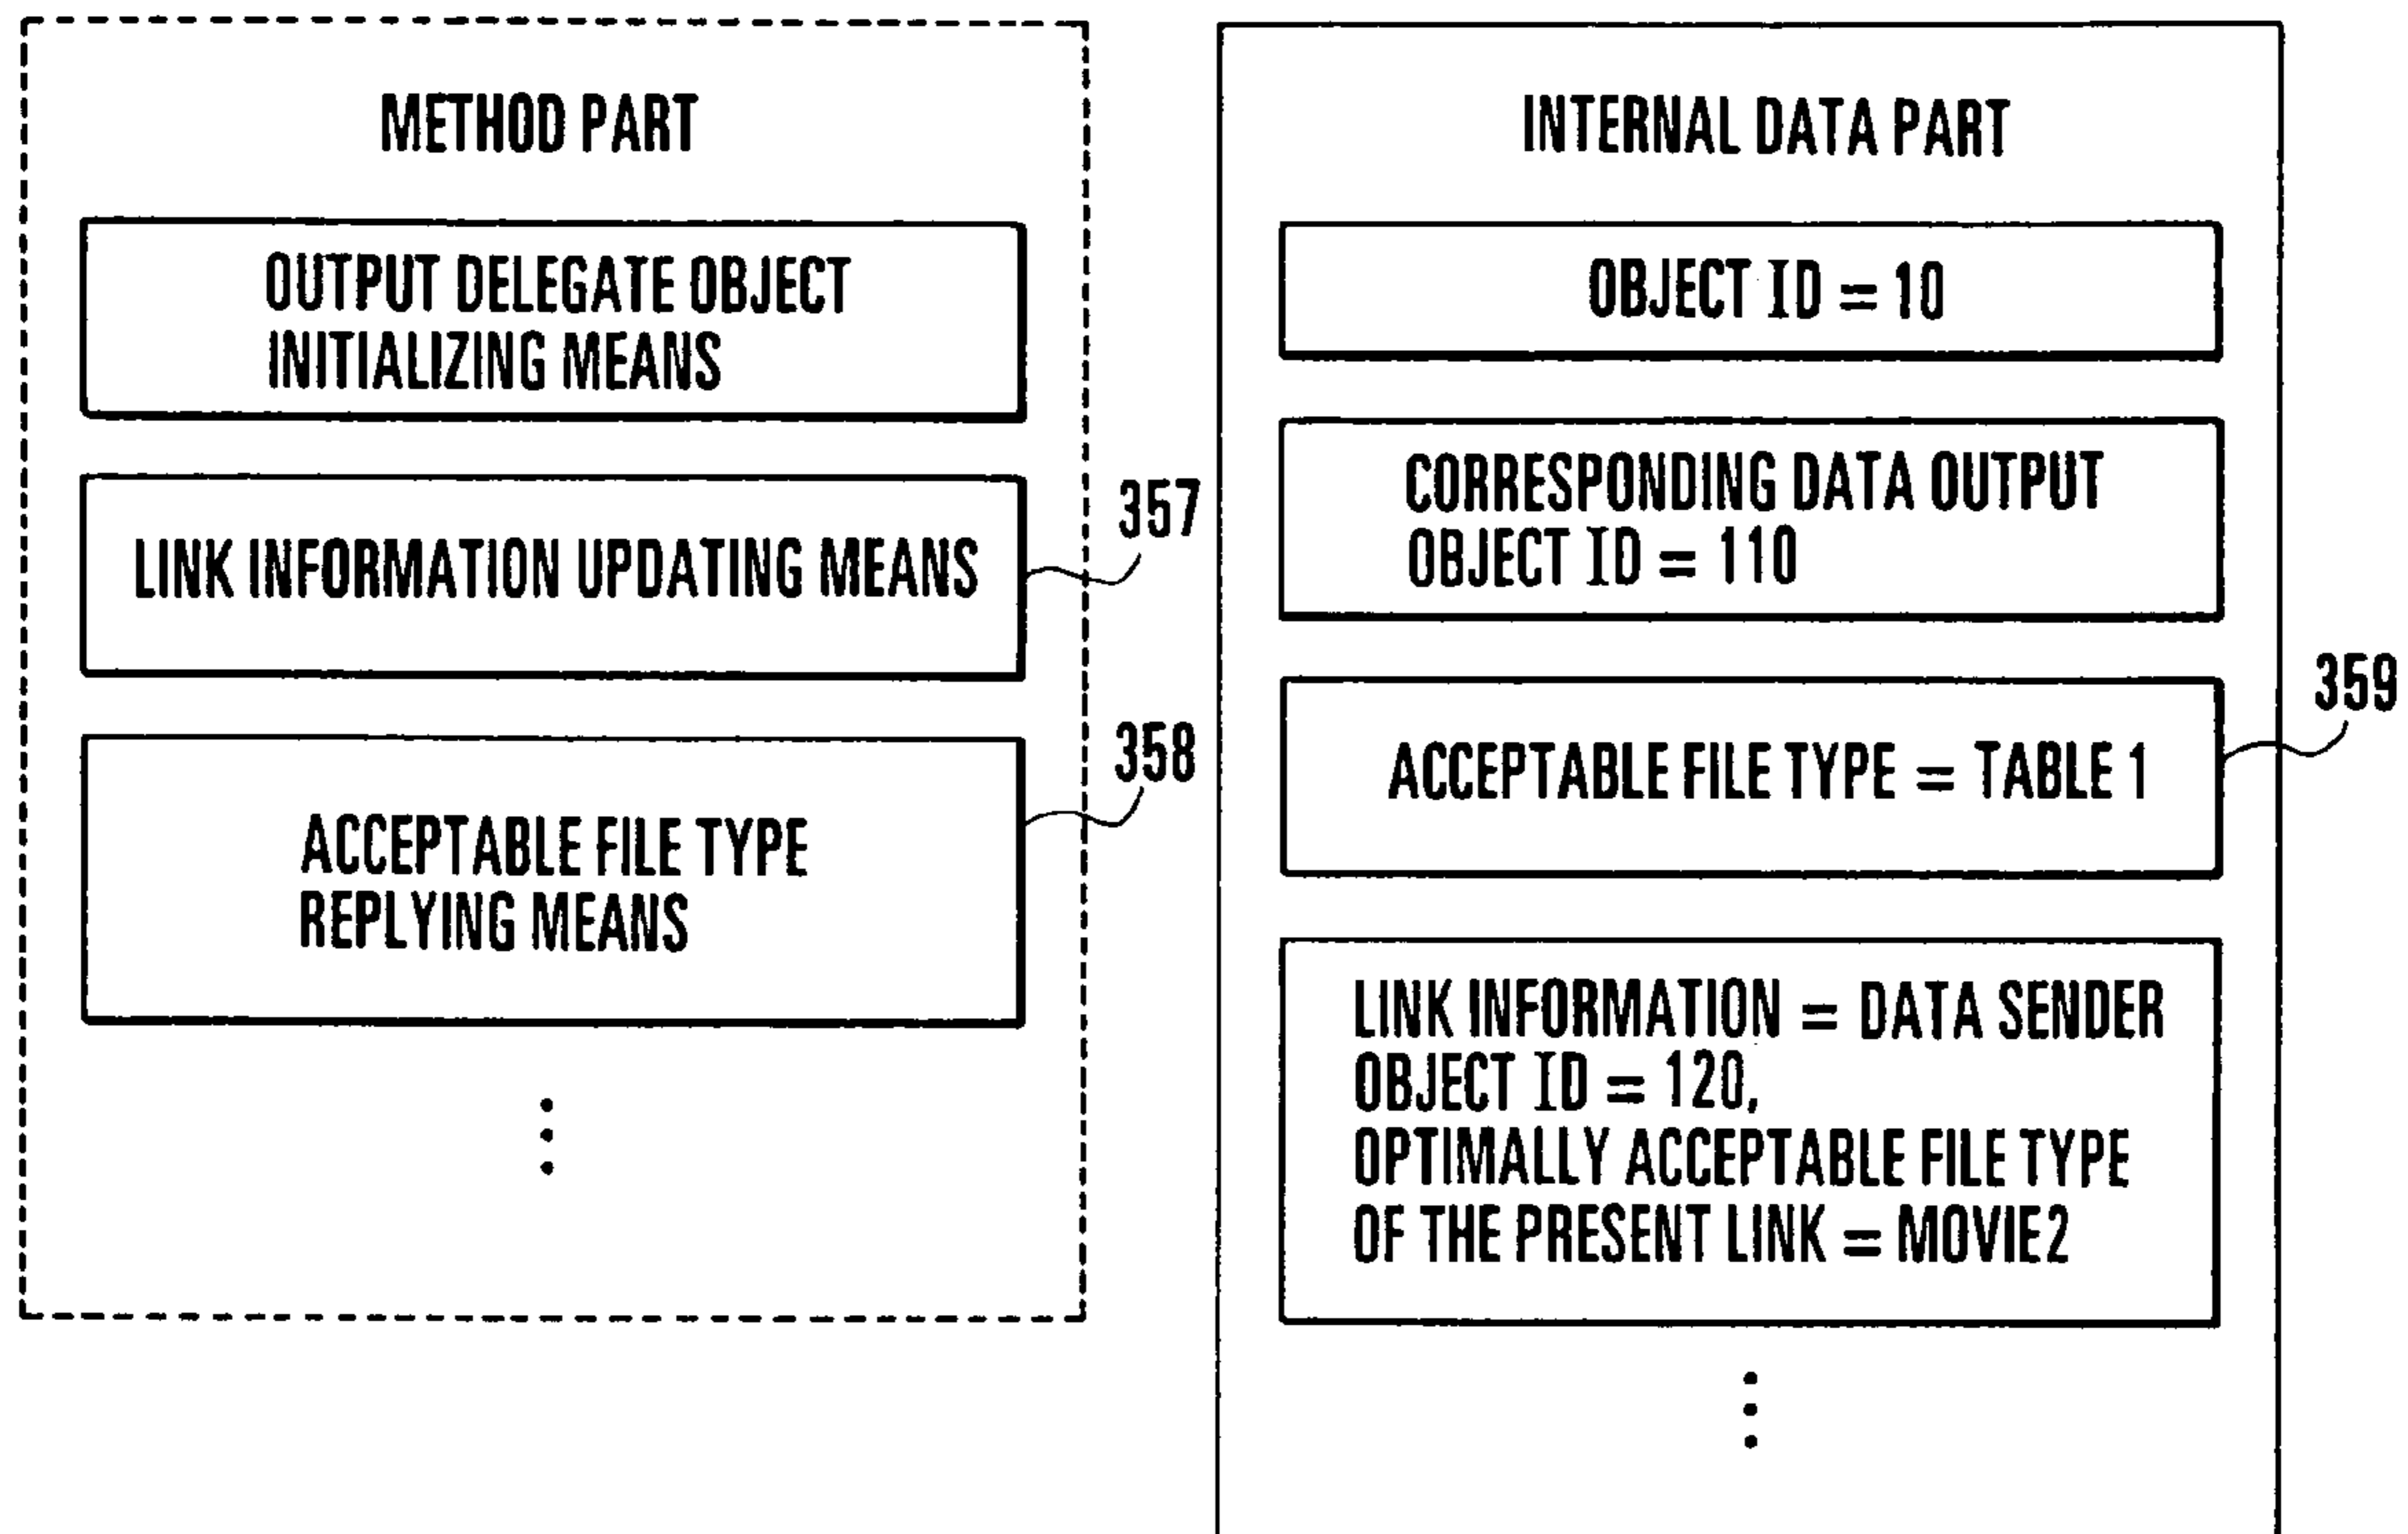 METHOD PART
OUTPUT DELEGATE OBJECT
INITIALIZING MEANS
LINK INFORMATION UPDATING MEANS
357
ACCEPTABLE FILE TYPE
REPLYING MEANS
358
INTERNAL DATA PART
OBJECT ID = 10
CORRESPONDING DATA OUTPUT
OBJECT ID = 110
ACCEPTABLE FILE TYPE = TABLE 1
359
LINK INFORMATION = DATA SENDER
OBJECT ID = 120,
OPTIMALLY ACCEPTABLE FILE TYPE
OF THE PRESENT LINK = MOVIE2